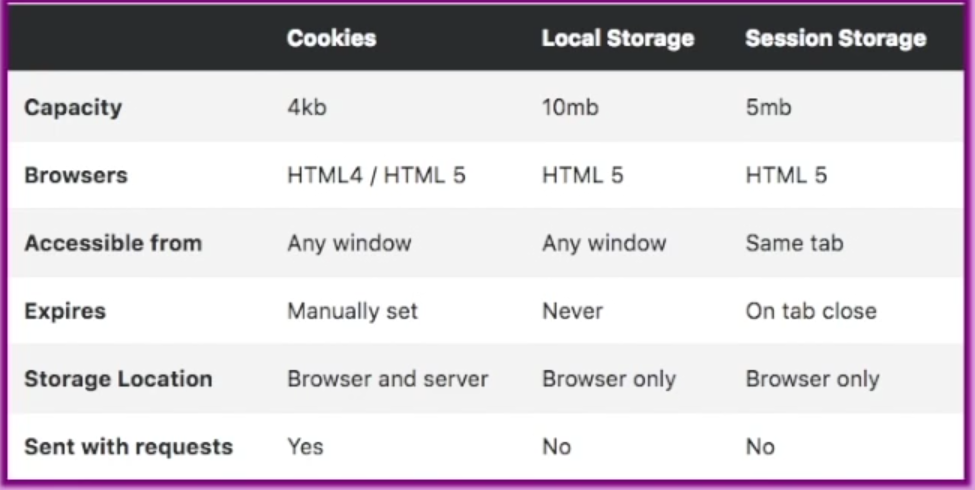 Cookies Local Storage Session Storage
Capacity 4kb 10mb 5mb
Browsers HTML4 / HTML 5 HTML 5 HTML 5
Accessible from Any window Any window Same tab
Expires Manually set Never On tab close
Storage Location Browser and server Browser only Browser only
Sent with requests Yes No No